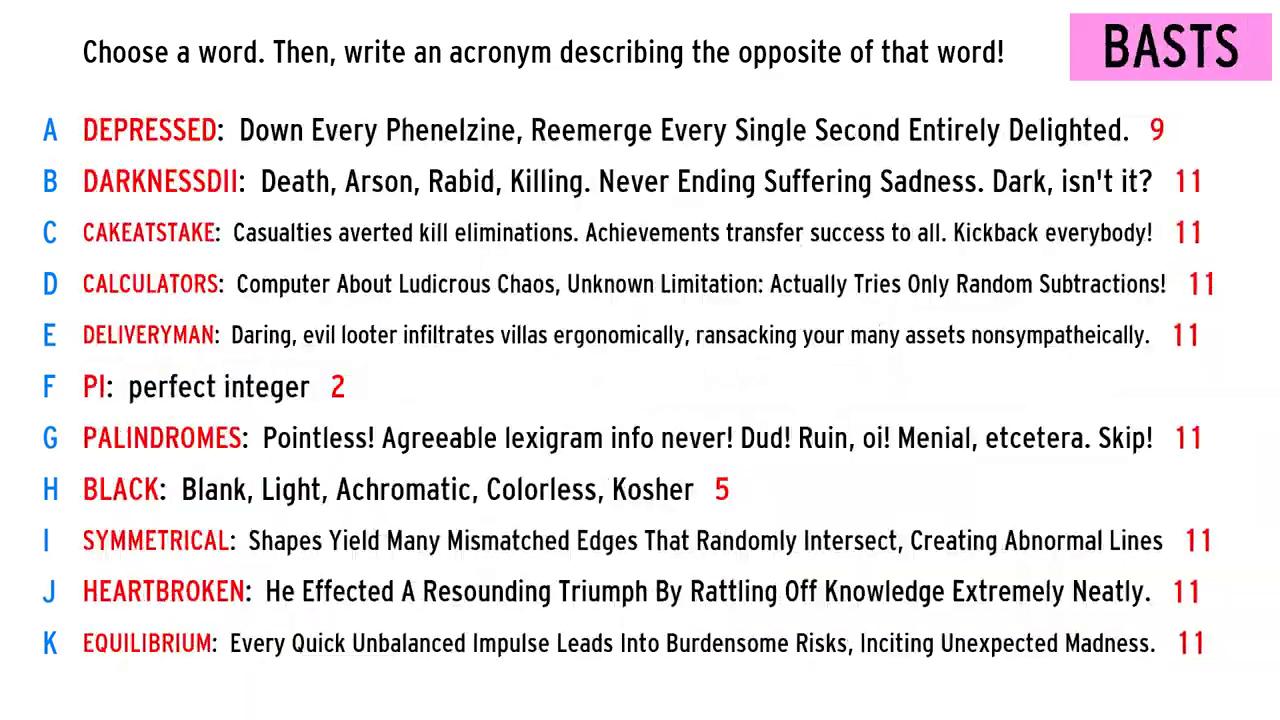 Choose a word. Then, write an acronym describing the opposite of that word! BASTS
A DEPRESSED: Down Every Phenelzine, Reemerge Every Single Second Entirely Delighted. 9
B DARKNESSDII: Death, Arson, Rabid, Killing. Never Ending Suffering Sadness. Dark, isn't it? 11
C CAKEATSTAKE: Casualties averted kill eliminations. Achievements transfer success to all. Kickback everybody! 11
D CALCULATORS: Computer About Ludicrous Chaos, Unknown Limitation: Actually Tries Only Random Subtractions! 11
E DELIVERYMAN: Daring, evil looter infiltrates villas ergonomically, ransacking your many assets nonsympatheically. 11
F PI: perfect integer 2
G PALINDROMES: Pointless! Agreeable lexigram info never! Dud! Ruin, oi! Menial, etcetera. Skip! 11
H BLACK: Blank, Light, Achromatic, Colorless, Kosher 5
I SYMMETRICAL: Shapes Yield Many Mismatched Edges That Randomly Intersect, Creating Abnormal Lines 11
J HEARTBROKEN: He Effected A Resounding Triumph By Rattling Off Knowledge Extremely Neatly. 11
K EQUILIBRIUM: Every Quick Unbalanced Impulse Leads Into Burdensome Risks, Inciting Unexpected Madness. 11